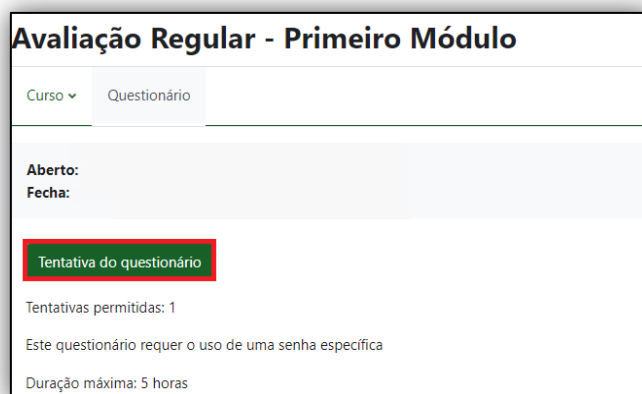 Avaliação Regular - Primeiro Módulo
Curso Questionário
Aberto:
Fecha:
Tentativa do questionário
Tentativas permitidas: 1
Este questionário requer o uso de uma senha específica
Duração máxima: 5 horas